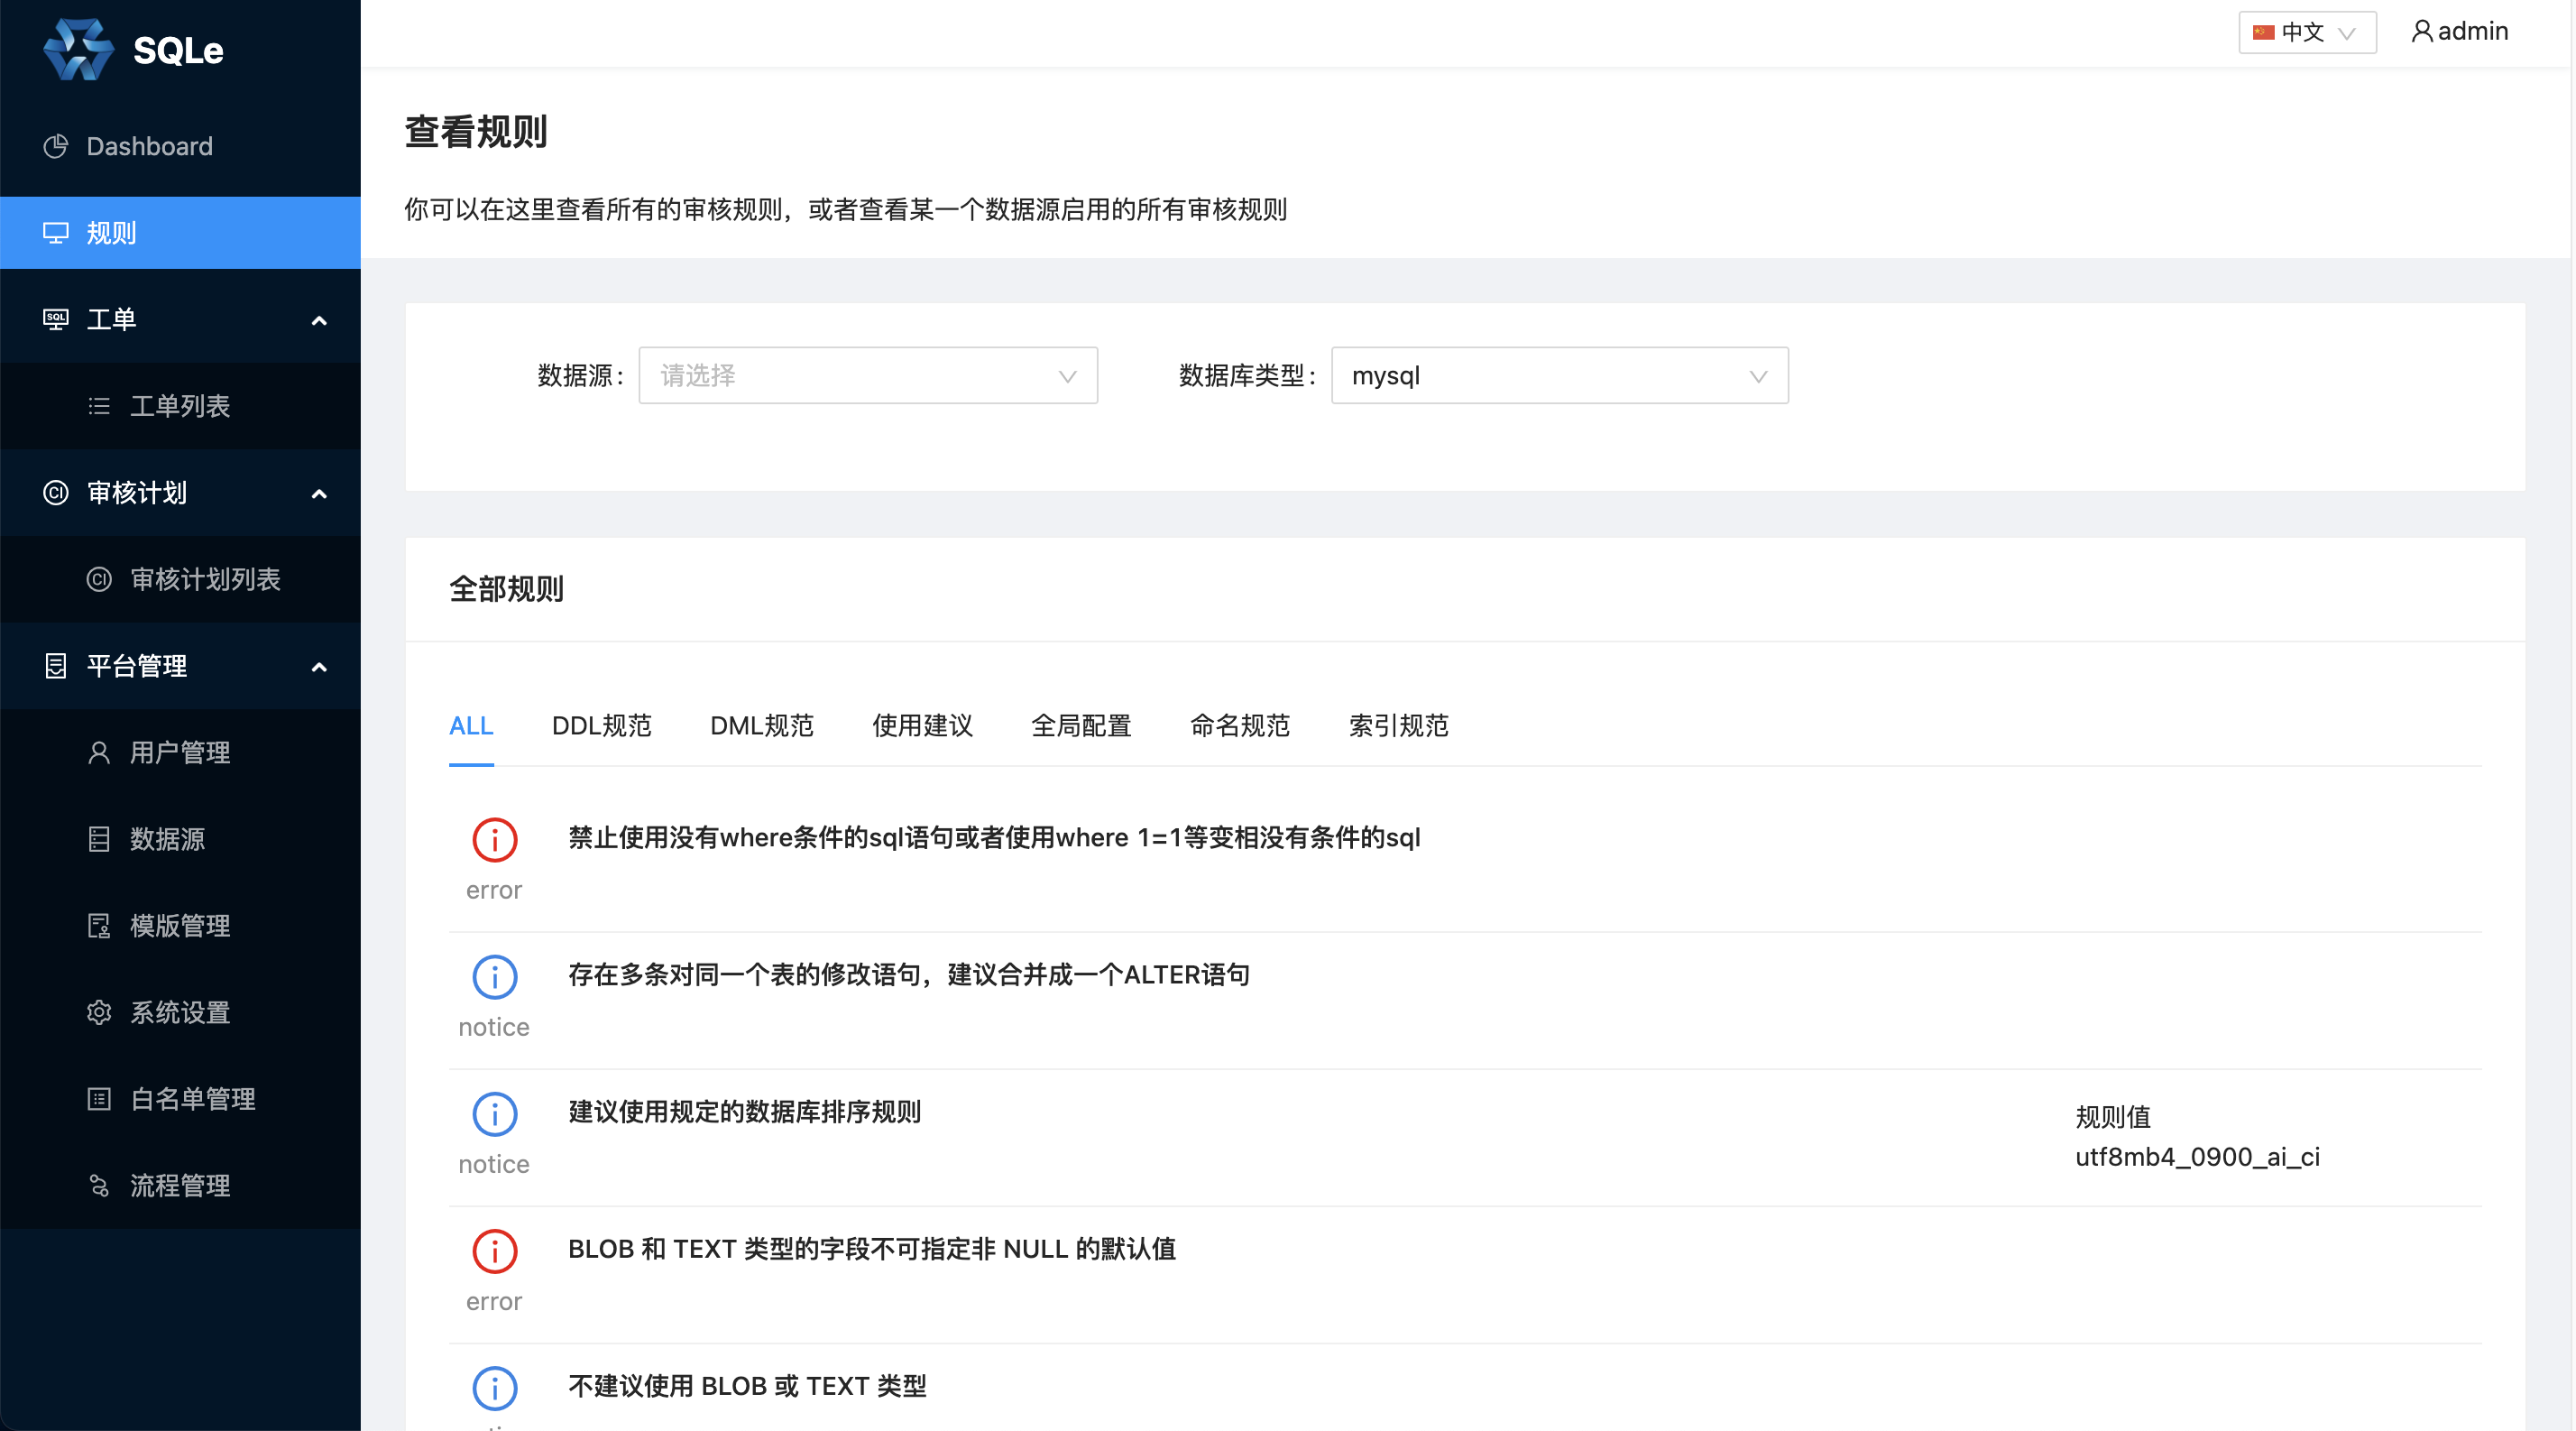 SQLe
中文
admin
Dashboard
规则
工单
工单列表
审核计划
审核计划列表
平台管理
用户管理
数据源
模版管理
系统设置
白名单管理
流程管理
查看规则
你可以在这里查看所有的审核规则，或者查看某一个数据源启用的所有审核规则
数据源： 请选择 数据库类型： mysql
全部规则
ALL DDL规范 DML规范 使用建议 全局配置 命名规范 索引规范
禁止使用没有where条件的sql语句或者使用where 1=1等变相没有条件的sql
error
存在多条对同一个表的修改语句，建议合并成一个ALTER语句
notice
建议使用规定的数据库排序规则
notice
规则值
utf8mb4_0900_ai_ci
BLOB 和 TEXT 类型的字段不可指定非 NULL 的默认值
error
不建议使用 BLOB 或 TEXT 类型